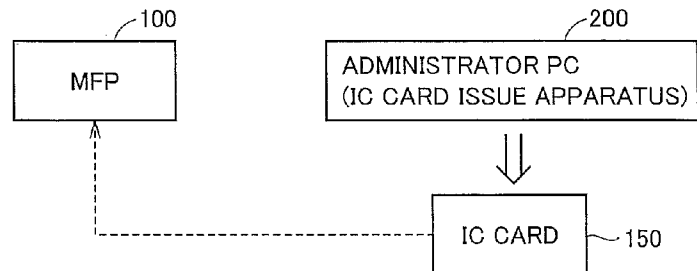 100
MFP
200
ADMINISTRATOR PC
(IC CARD ISSUE APPARATUS)
IC CARD
150